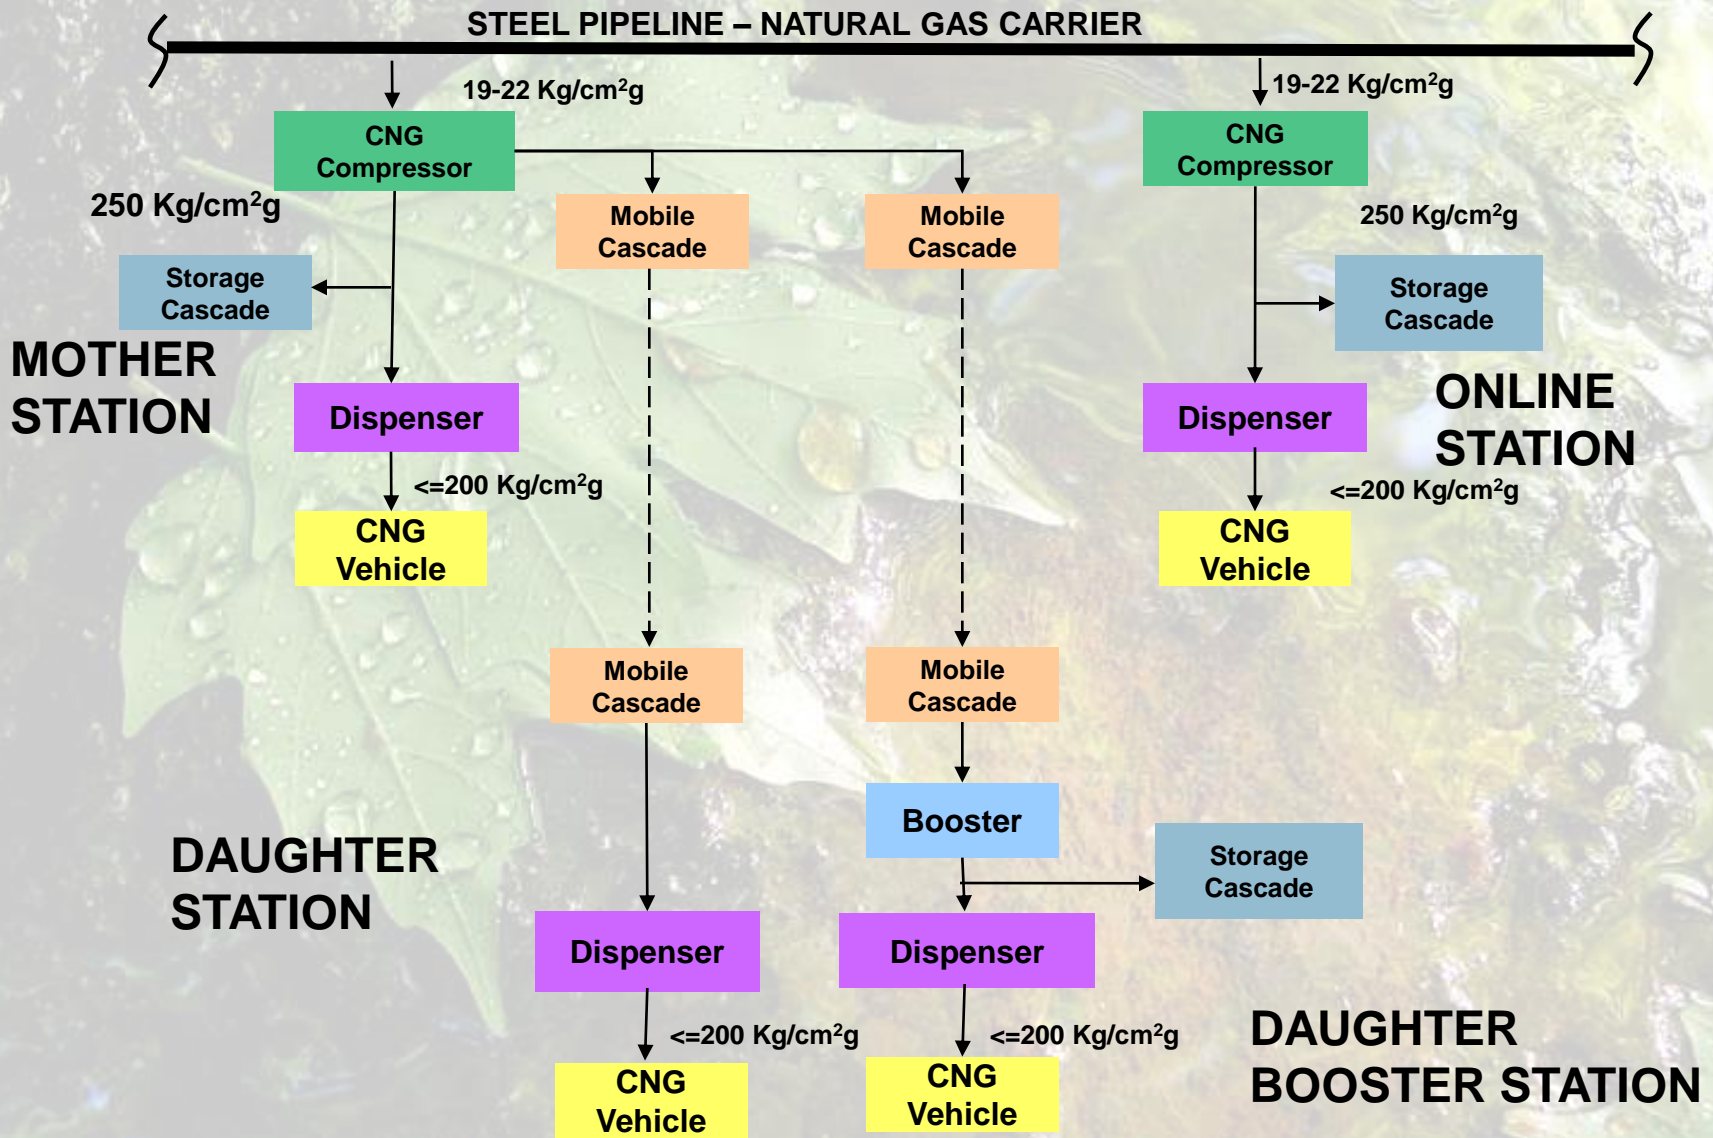 STEEL PIPELINE – NATURAL GAS CARRIER
19-22 Kg/cm²g
19-22 Kg/cm²g
CNG
Compressor
CNG
Compressor
250 Kg/cm²g
Mobile
Cascade
Mobile
Cascade
250 Kg/cm²g
Storage
Cascade
Storage
Cascade
MOTHER
STATION
Dispenser
Dispenser
ONLINE
STATION
<=200 Kg/cm²g
<=200 Kg/cm²g
CNG
Vehicle
CNG
Vehicle
Mobile
Cascade
Mobile
Cascade
Booster
DAUGHTER
STATION
Storage
Cascade
Dispenser
Dispenser
<=200 Kg/cm²g
<=200 Kg/cm²g
DAUGHTER
BOOSTER STATION
CNG
Vehicle
CNG
Vehicle